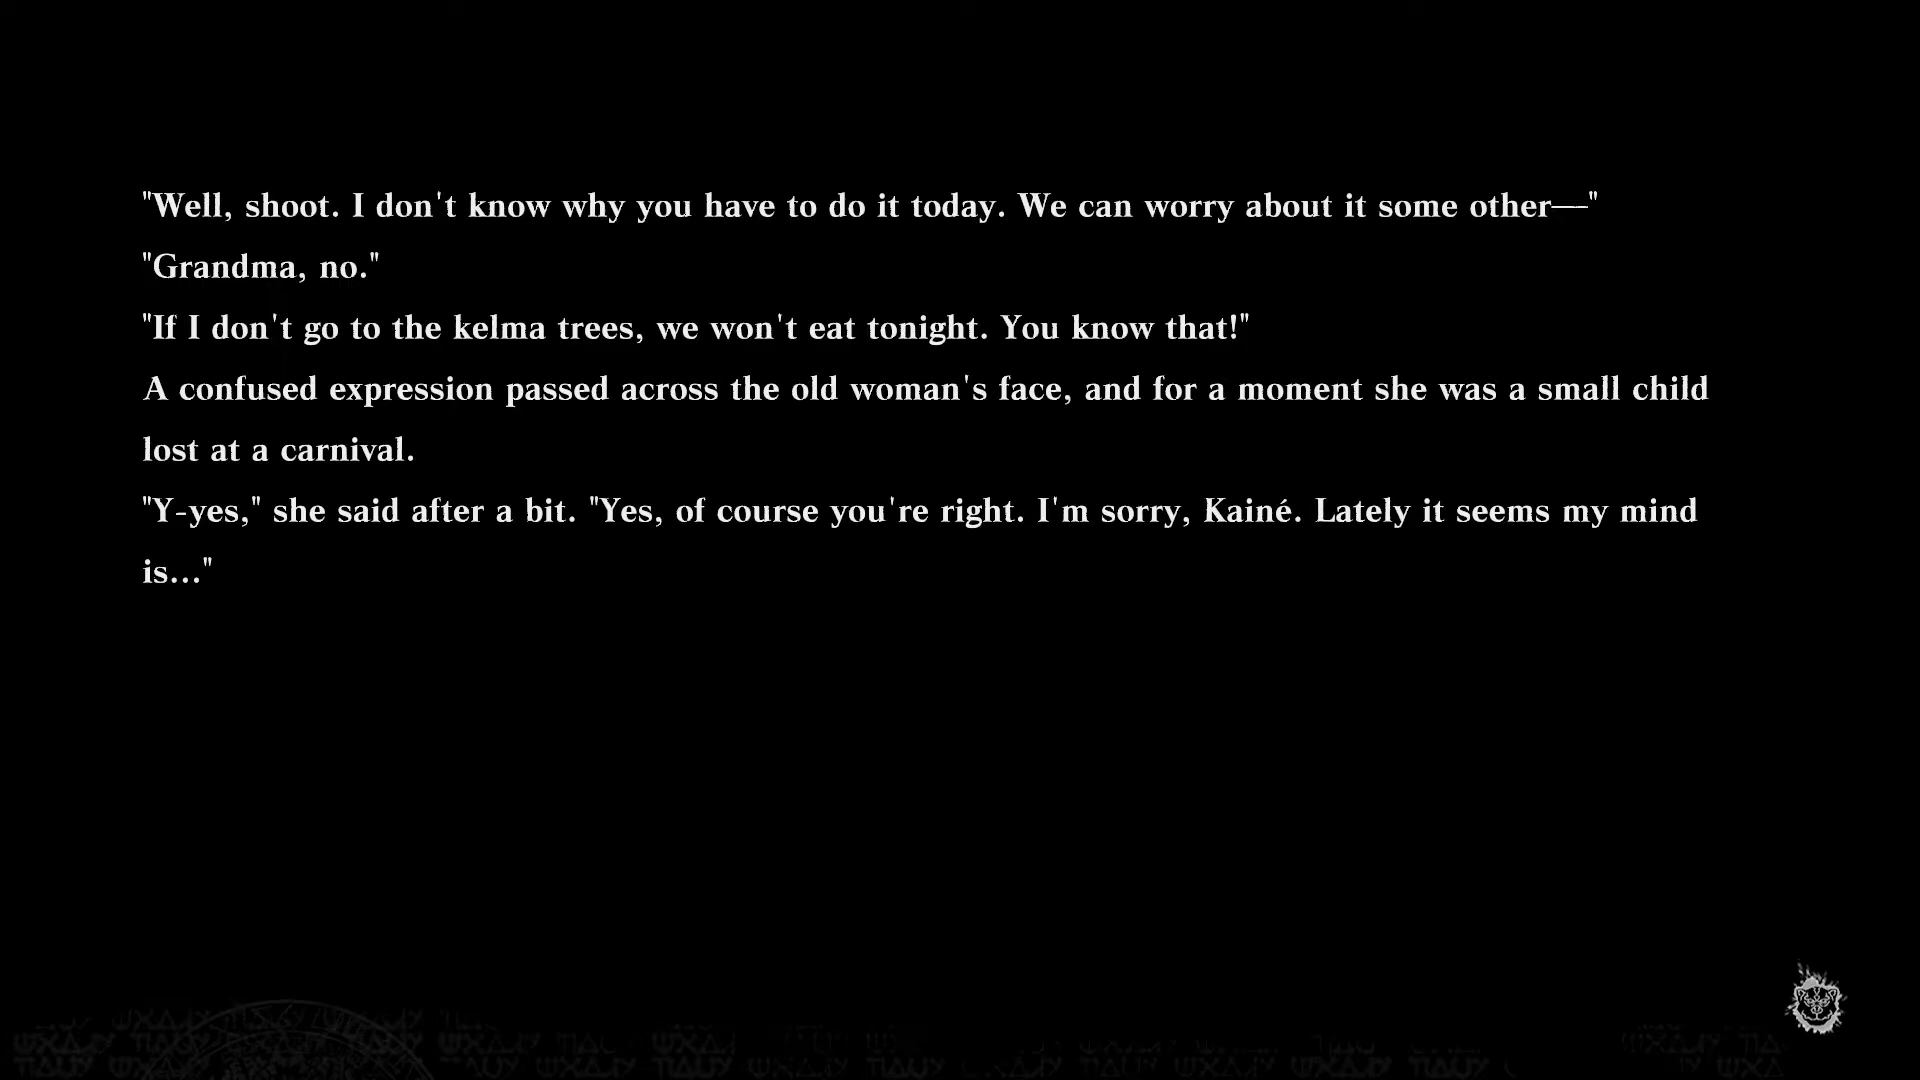 "Well, shoot. I don't know why you have to do it today. We can worry about it some other—"
"Grandma, no."
"If I don't go to the kelma trees, we won't eat tonight. You know that!"
A confused expression passed across the old woman's face, and for a moment she was a small child
lost at a carnival.
"Y-yes," she said after a bit. "Yes, of course you're right. I'm sorry, Kainé. Lately it seems my mind
is..."